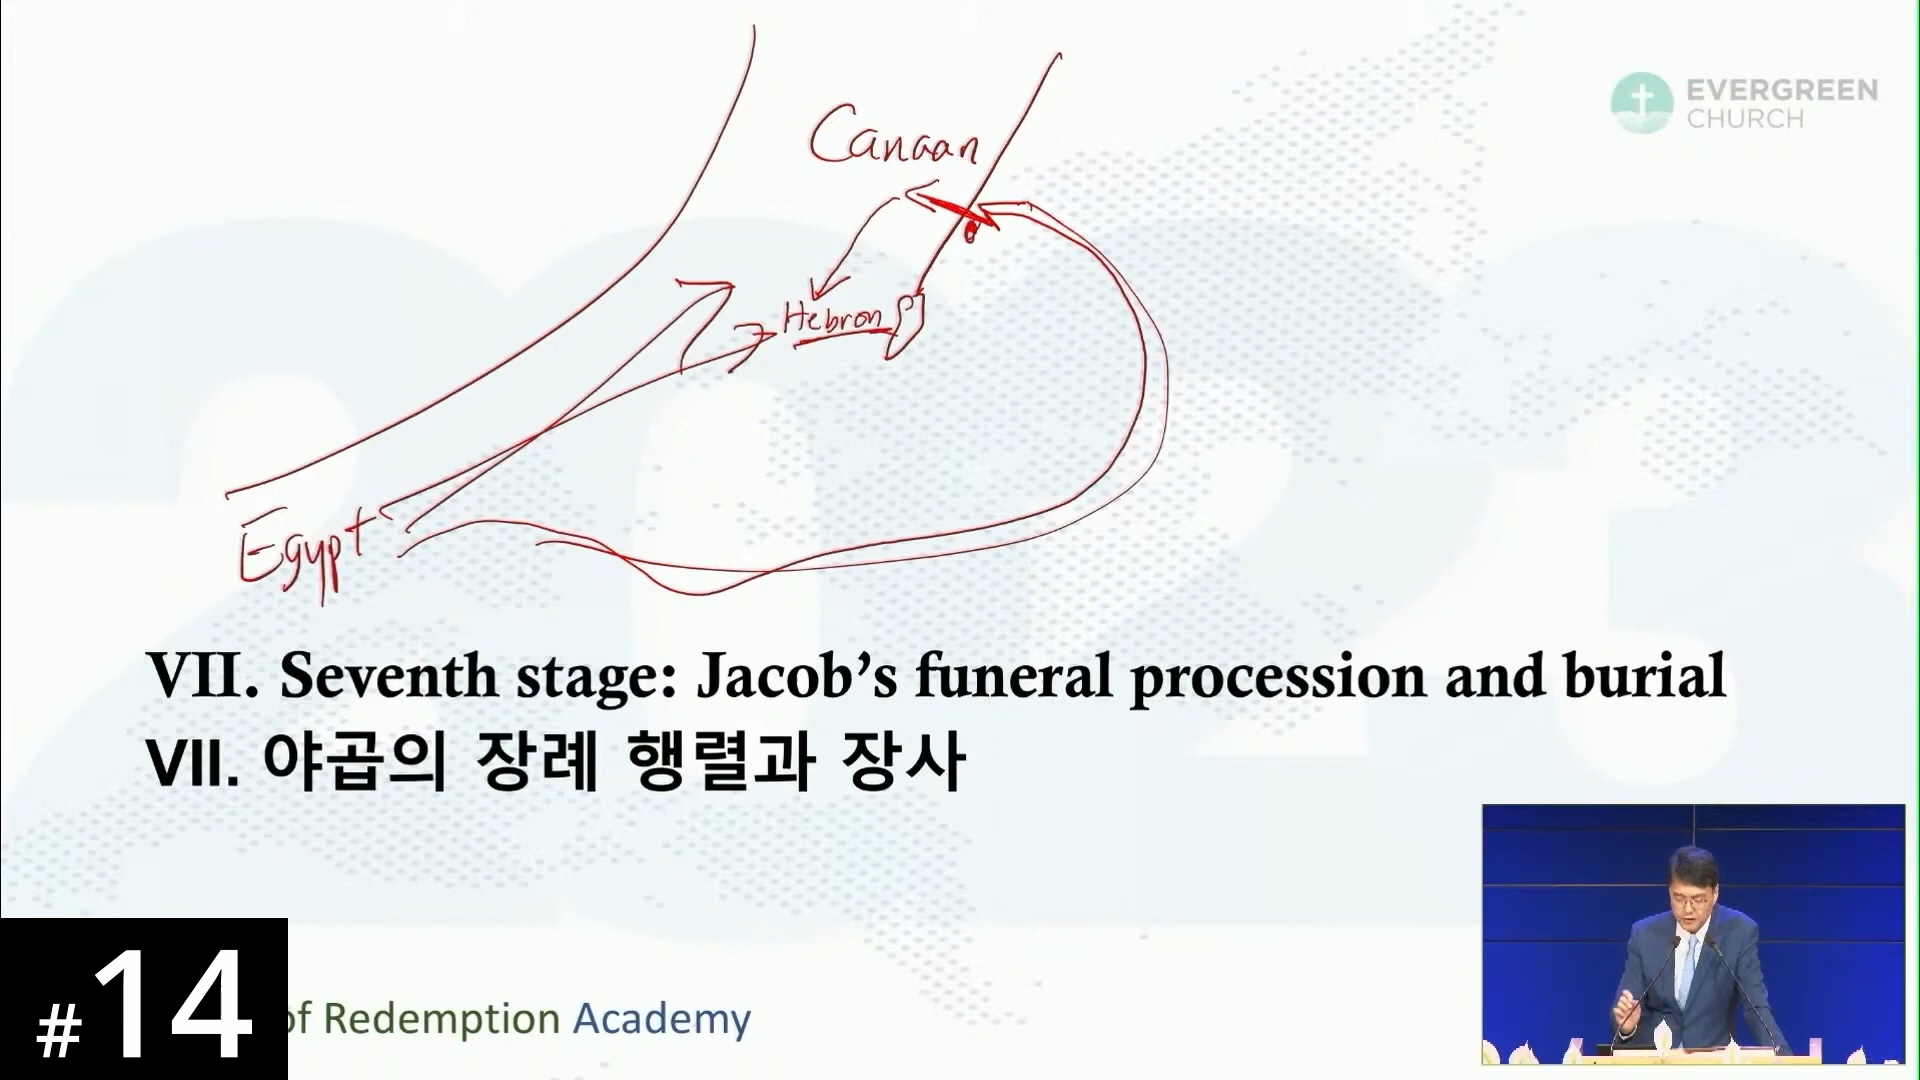 EVERGREEN
CHURCH
Canaan
Hebron
Egypt
VII. Seventh stage: Jacob’s funeral procession and burial
VII. 야곱의 장례 행렬과 장사
#14
of Redemption Academy